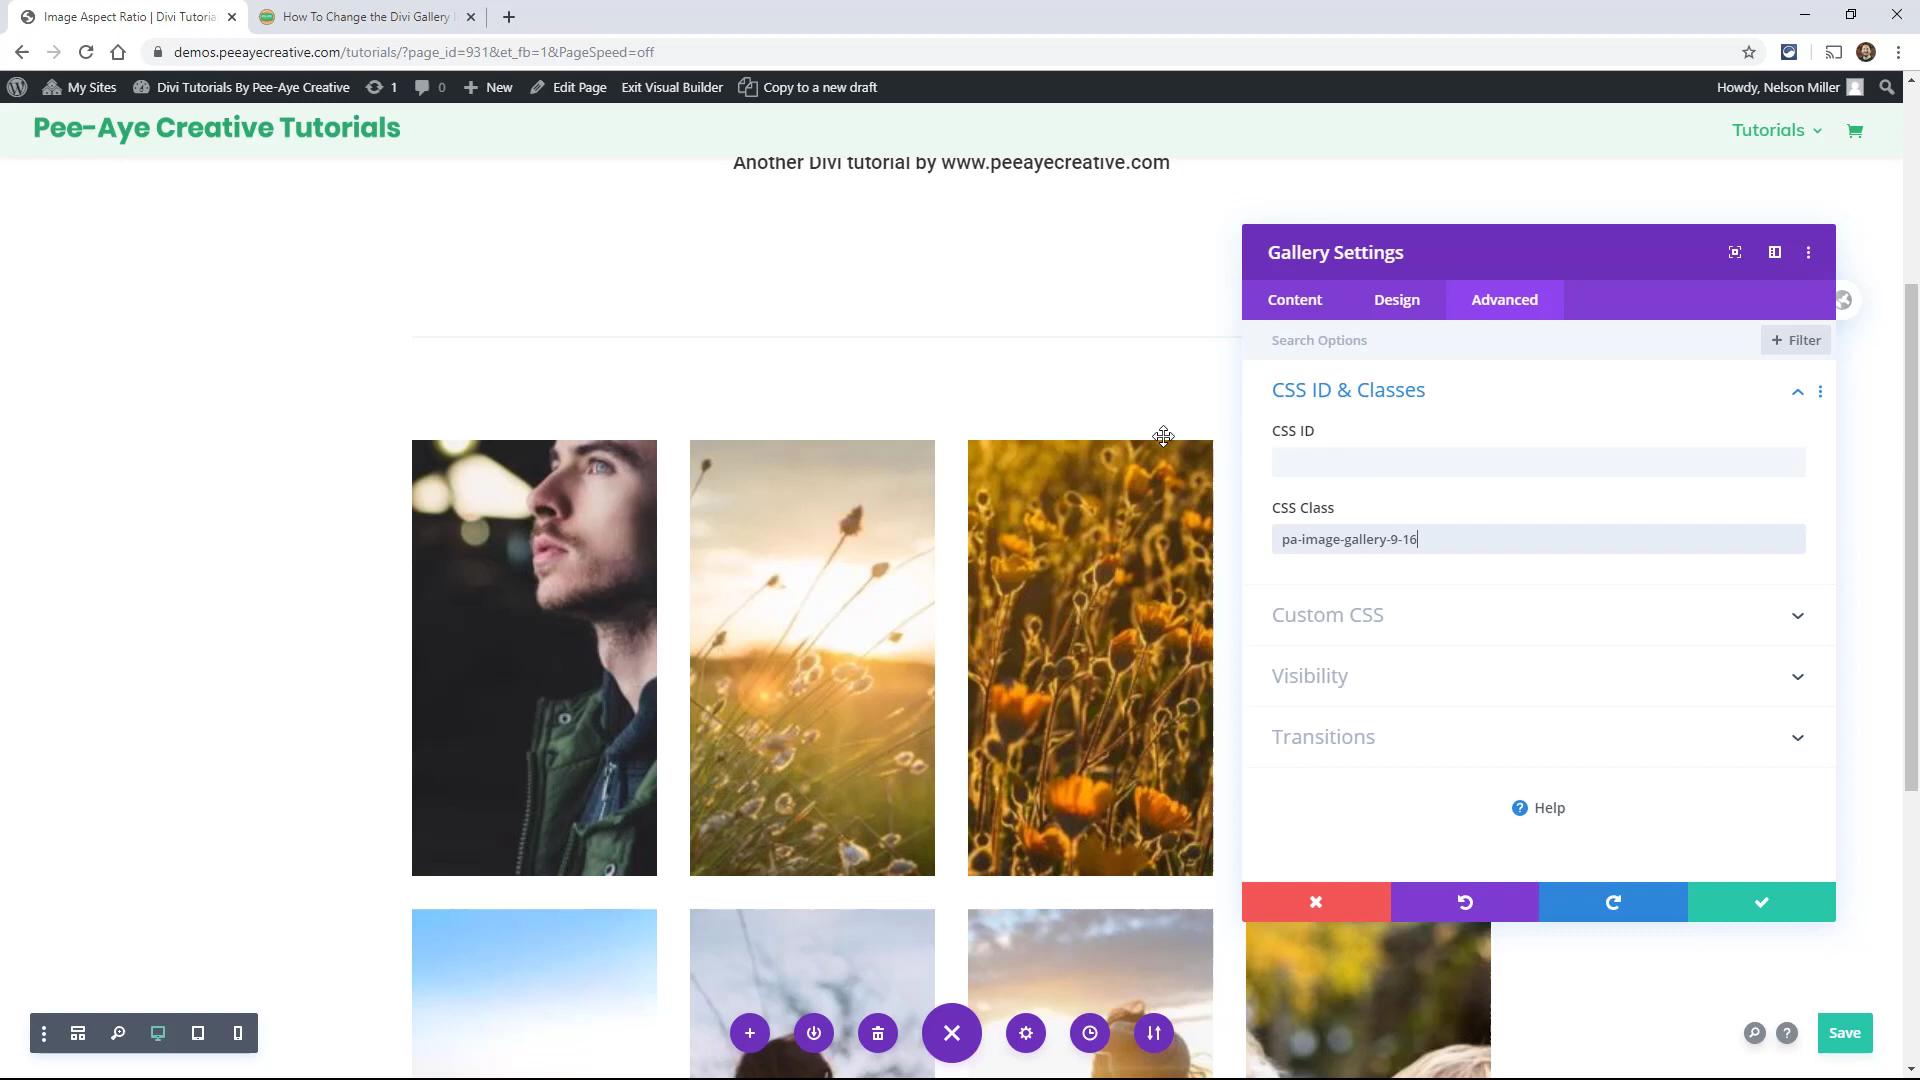 Image Aspect Ratio | Divi Tutoria
How To Change the Divi Gallery
demos.peeayecreative.com/tutorials/?page_id=931&et_fb=1&PageSpeed=off
My Sites
Divi Tutorials By Pee-Aye Creative
1
0
New
Edit Page
Exit Visual Builder
Copy to a new draft
Howdy, Nelson Miller
Pee-Aye Creative Tutorials
Tutorials
Another Divi tutorial by www.peeayecreative.com
Gallery Settings
Content
Design
Advanced
Search Options
+ Filter
CSS ID & Classes
CSS ID
CSS Class
pa-image-gallery-9-16
Custom CSS
Visibility
Transitions
? Help
?
Save